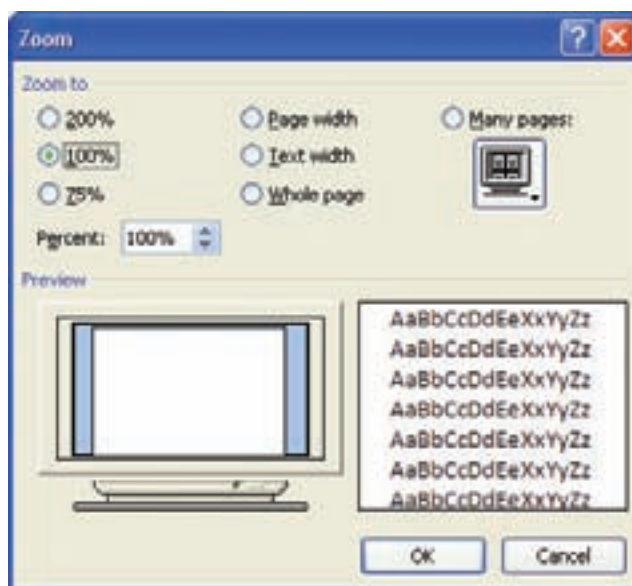 Zoom
Zoom to
200% Page width Many pages:
100% Text width
75% Whole page
Percent: 100%
Preview
AaBbCcDdEeXxYyZz
AaBbCcDdEeXxYyZz
AaBbCcDdEeXxYyZz
AaBbCcDdEeXxYyZz
AaBbCcDdEeXxYyZz
AaBbCcDdEeXxYyZz
AaBbCcDdEeXxYyZz
OK Cancel